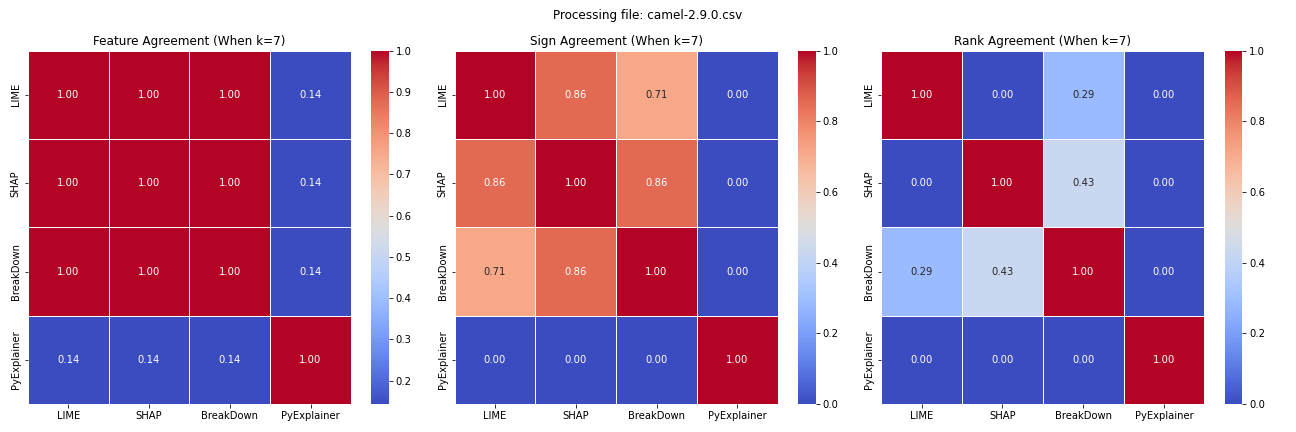 Processing file: camel-2.9.0.csv
Feature Agreement (When k=7)
LIME
SHAP
BreakDown
PyExplainer
1.00 1.00 1.00 0.14
1.00 1.00 1.00 0.14
1.00 1.00 1.00 0.14
0.14 0.14 0.14 1.00
LIME SHAP BreakDown PyExplainer
1.0
0.9
0.8
0.7
0.6
0.5
0.4
0.3
0.2
Sign Agreement (When k=7)
LIME
SHAP
BreakDown
PyExplainer
1.00 0.86 0.71 0.00
0.86 1.00 0.86 0.00
0.71 0.86 1.00 0.00
0.00 0.00 0.00 1.00
LIME SHAP BreakDown PyExplainer
1.0
0.8
0.6
0.4
0.2
0.0
Rank Agreement (When k=7)
LIME
SHAP
BreakDown
PyExplainer
1.00 0.00 0.29 0.00
0.00 1.00 0.43 0.00
0.29 0.43 1.00 0.00
0.00 0.00 0.00 1.00
LIME SHAP BreakDown PyExplainer
1.0
0.8
0.6
0.4
0.2
0.0